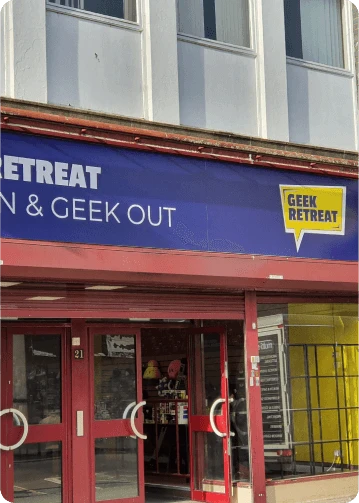 RETREAT
N & GEEK OUT
GEEK
RETREAT
21